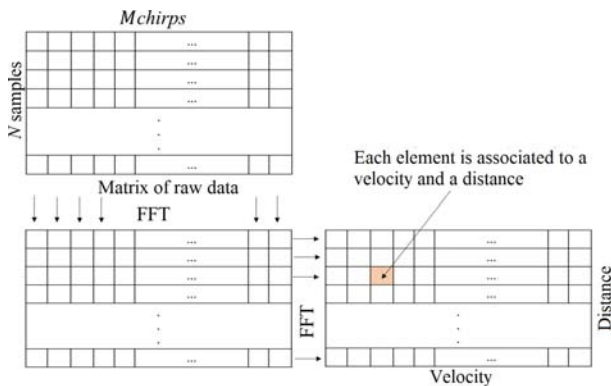 M chirps
...
...
...
...
N samples
.
.
.
...
Matrix of raw data
FFT
Each element is associated to a
velocity and a distance
...
...
...
...
.
.
.
...
FFT
...
...
...
...
.
.
.
...
Distance
Velocity